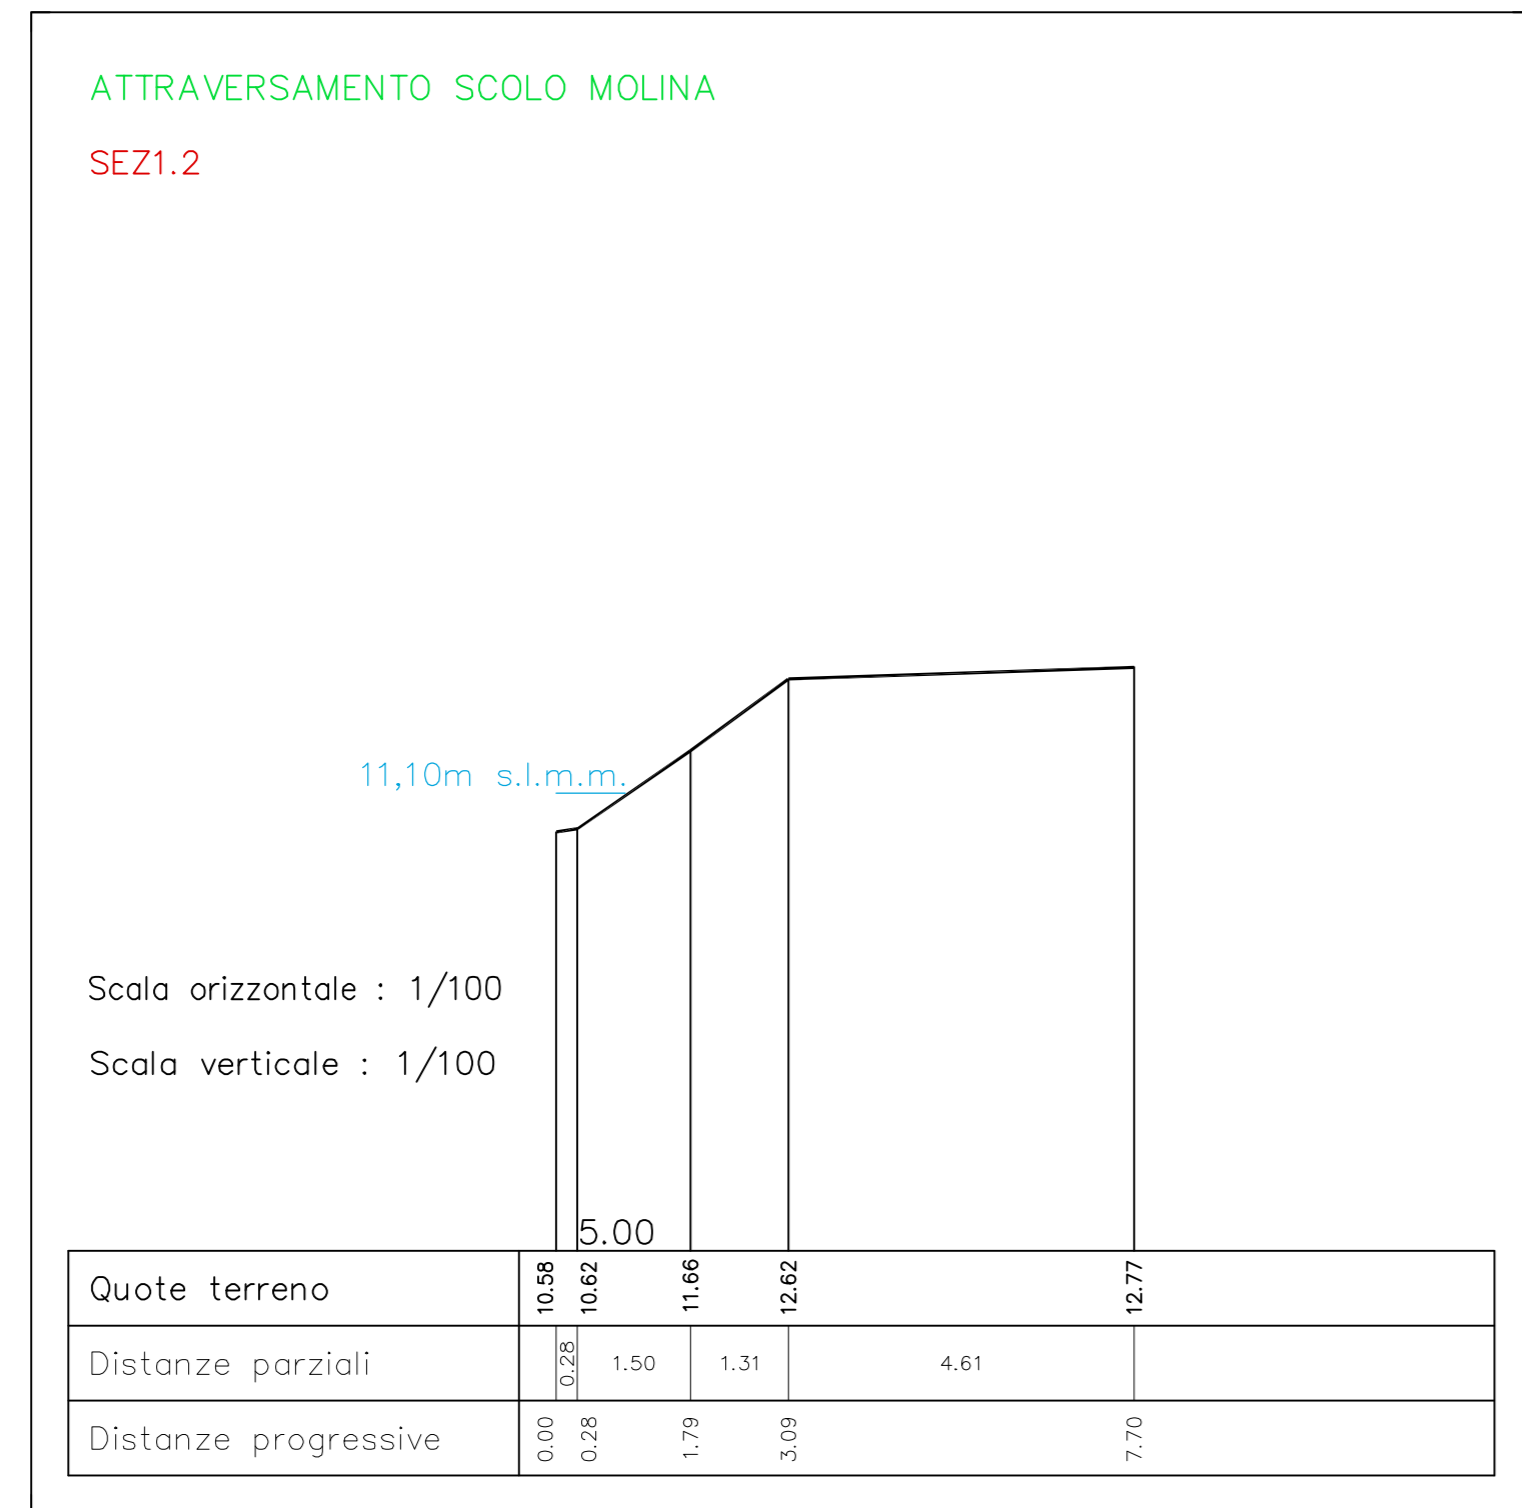 ATTRAVERSAMENTO SCOLO MOLINA
SEZ1.2
11,10m s.l.m.m.
Scala orizzontale : 1/100
Scala verticale : 1/100
5.00
Quote terreno 10.58 10.62 11.66 12.62 12.77
Distanze parziali 0.28 1.50 1.31 4.61
Distanze progressive 0.00 0.28 1.79 3.09 7.70